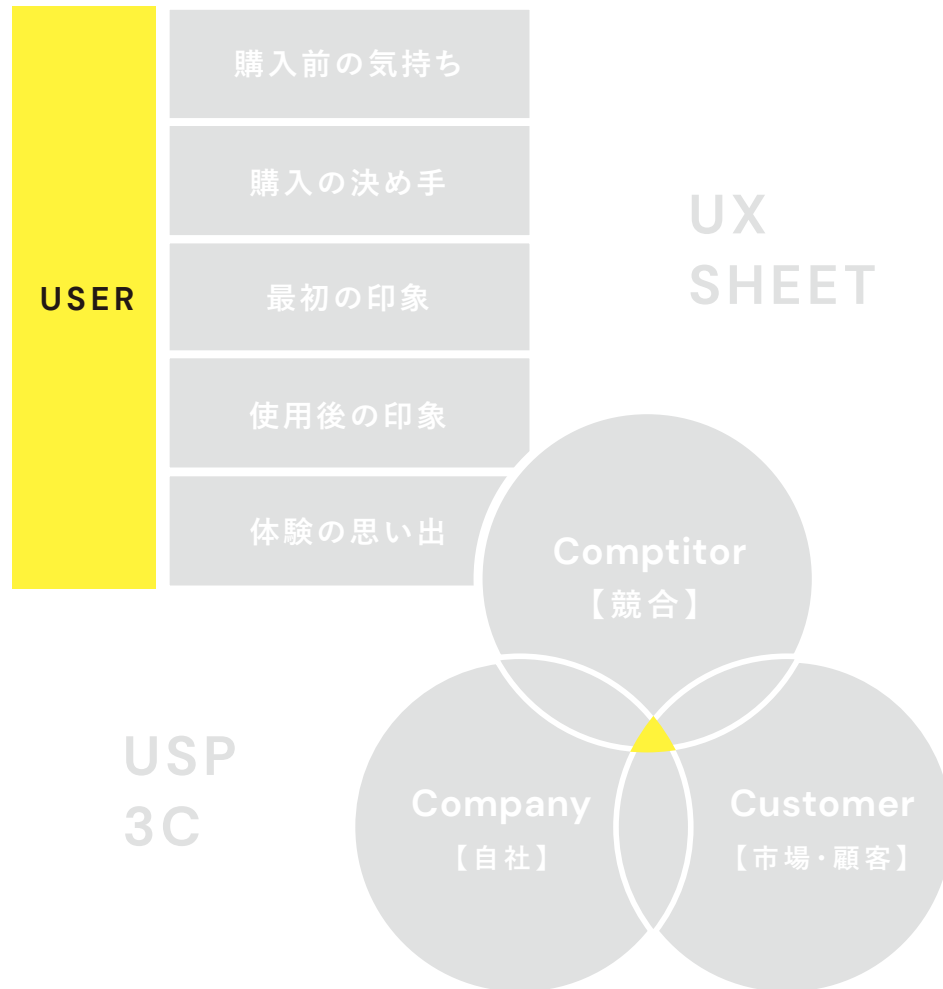 USER
購入前の気持ち
購入の決め手
最初の印象
使用後の印象
体験の思い出
UX
SHEET
Comptitor
【競合】
USP
3C
Company
【自社】
Customer
【市場・顧客】